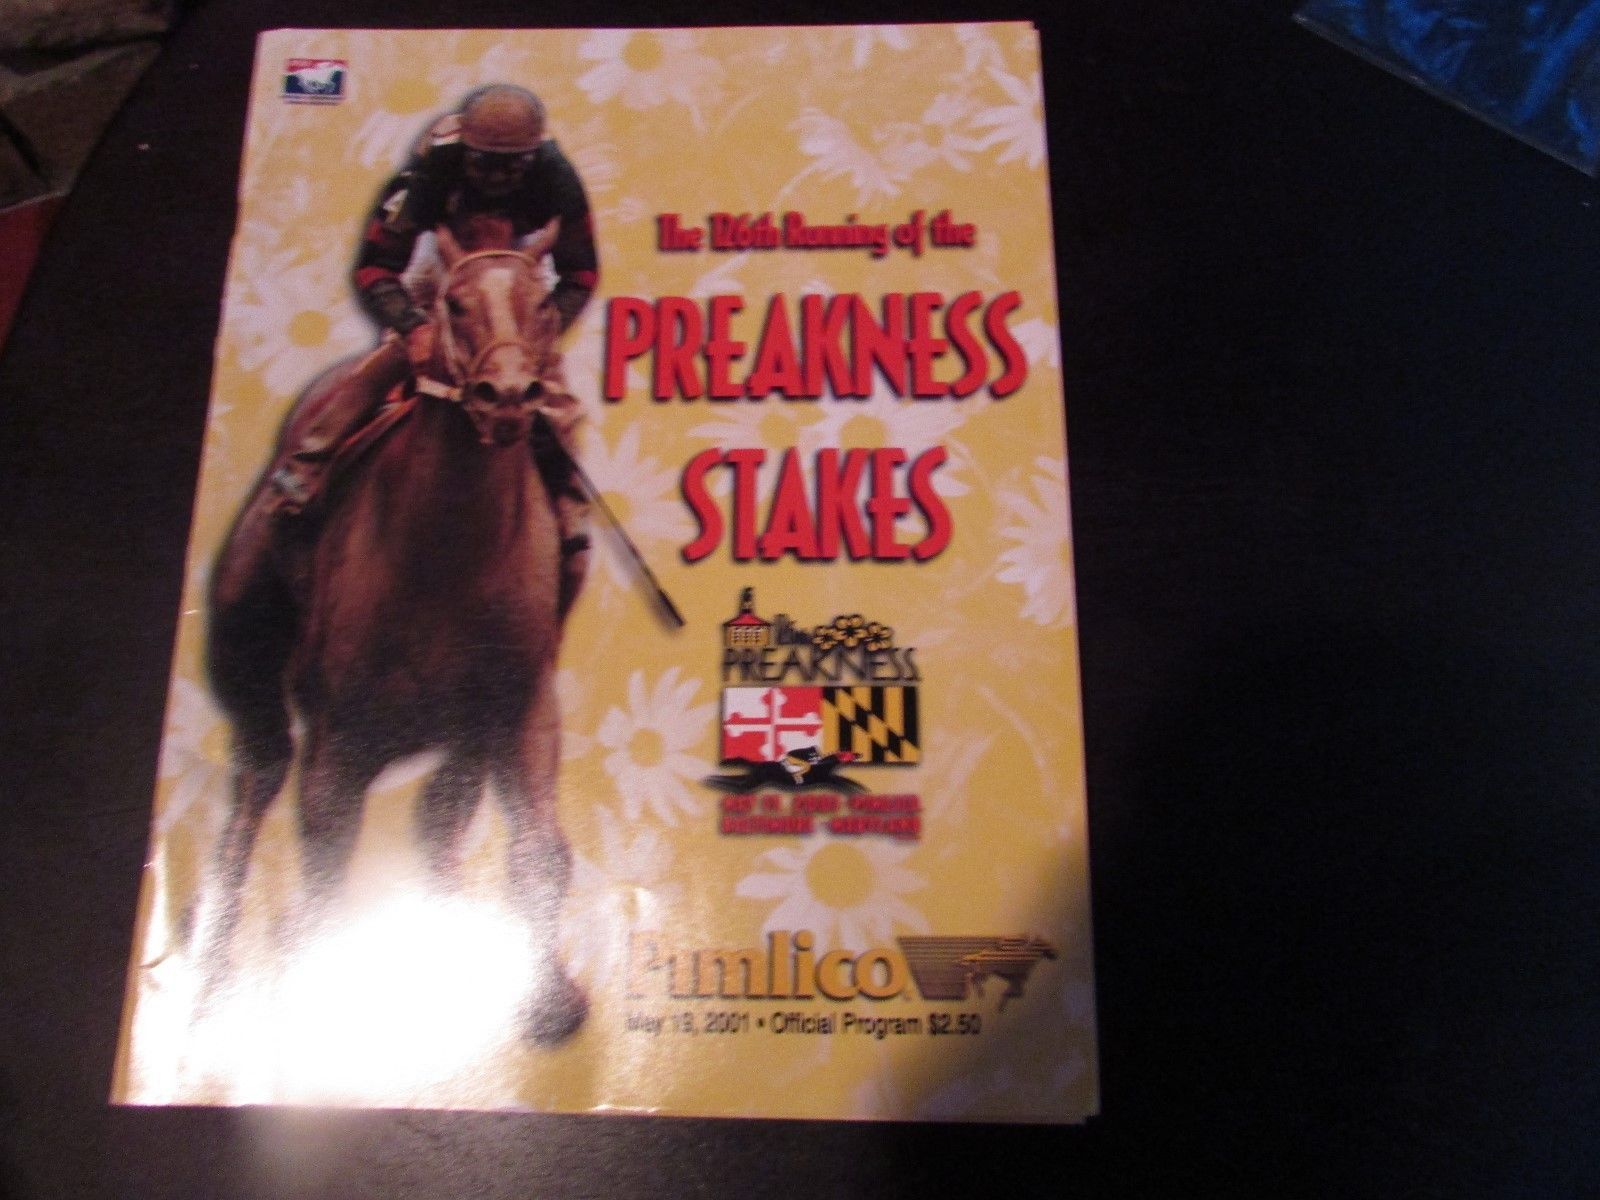 The 126th Running of the
PREAKNESS
STAKES
PREAKNESS
Pimlico
May 19, 2001 • Official Program $2.50